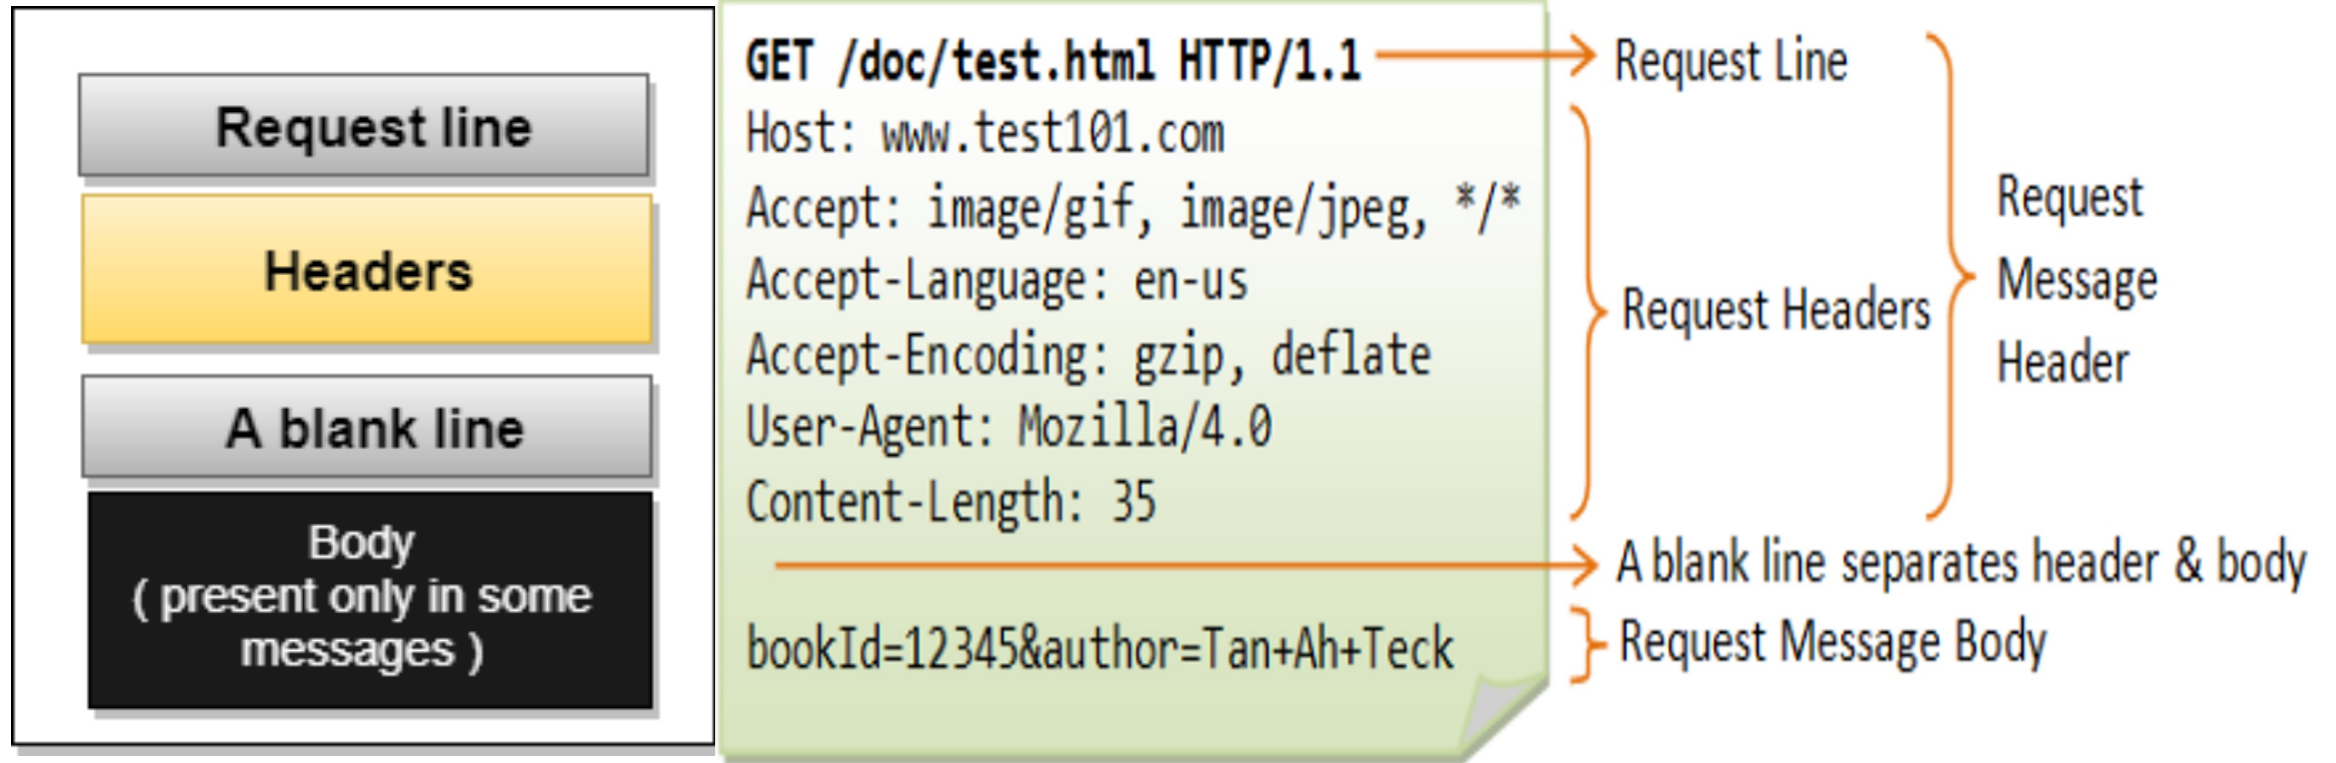 Request line
Headers
A blank line
Body
( present only in some
messages )
GET /doc/test.html HTTP/1.1
Host: www.test101.com
Accept: image/gif, image/jpeg, */*
Accept-Language: en-us
Accept-Encoding: gzip, deflate
User-Agent: Mozilla/4.0
Content-Length: 35
bookId=12345&author=Tan+Ah+Teck
Request Line
Request Headers
Request
Message
Header
A blank line separates header & body
Request Message Body